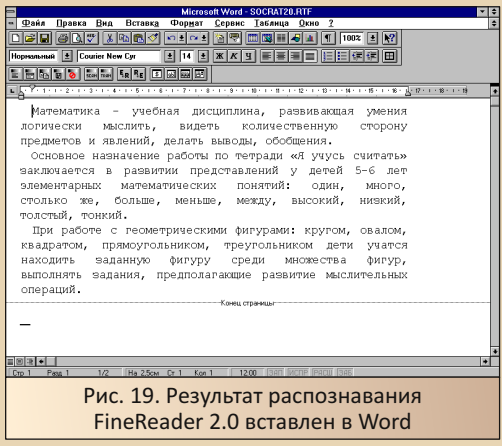 Microsoft Word - SOCRAT20.RTF
Файл Правка Вид Вставка Формат Сервис Таблица Окно ?
100%
Нормальный Courier New Cyr 14 Ж К Ч
Математика - учебная дисциплина, развивающая умения
логически мыслить, видеть количественную сторону
предметов и явлений, делать выводы, обобщения.
Основное назначение работы по тетради «Я учусь считать»
заключается в развитии представлений у детей 5-6 лет
элементарных математических понятий: один, много,
столько же, больше, меньше, между, высокий, низкий,
толстый, тонкий.
При работе с геометрическими фигурами: кругом, овалом,
квадратом, прямоугольником, треугольником дети учатся
находить заданную фигуру среди множества фигур,
выполнять задания, предполагающие развитие мыслительных
операций.
Конец страницы
Стр 1 Разд 1 1/2 На 2,5см Ст 1 Кол 1 12:00 ЗАП ИСПР РАСШ ЗАБ
Рис. 19. Результат распознавания
FineReader 2.0 вставлен в Word